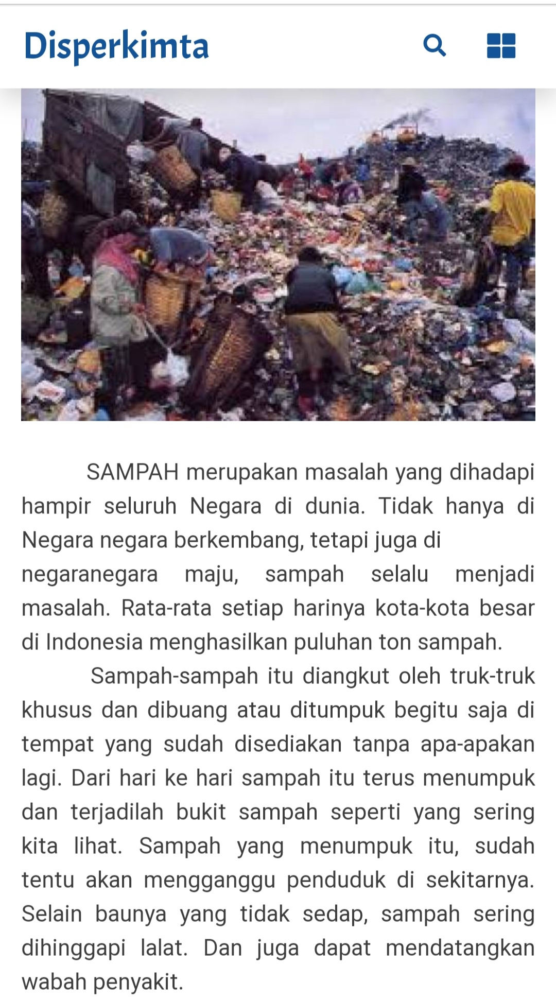 Disperkimta
SAMPAH merupakan masalah yang dihadapi
hampir seluruh Negara di dunia. Tidak hanya di
Negara negara berkembang, tetapi juga di
negaranegara maju, sampah selalu menjadi
masalah. Rata-rata setiap harinya kota-kota besar
di Indonesia menghasilkan puluhan ton sampah.
Sampah-sampah itu diangkut oleh truk-truk
khusus dan dibuang atau ditumpuk begitu saja di
tempat yang sudah disediakan tanpa apa-apakan
lagi. Dari hari ke hari sampah itu terus menumpuk
dan terjadilah bukit sampah seperti yang sering
kita lihat. Sampah yang menumpuk itu, sudah
tentu akan mengganggu penduduk di sekitarnya.
Selain baunya yang tidak sedap, sampah sering
dihinggapi lalat. Dan juga dapat mendatangkan
wabah penyakit.